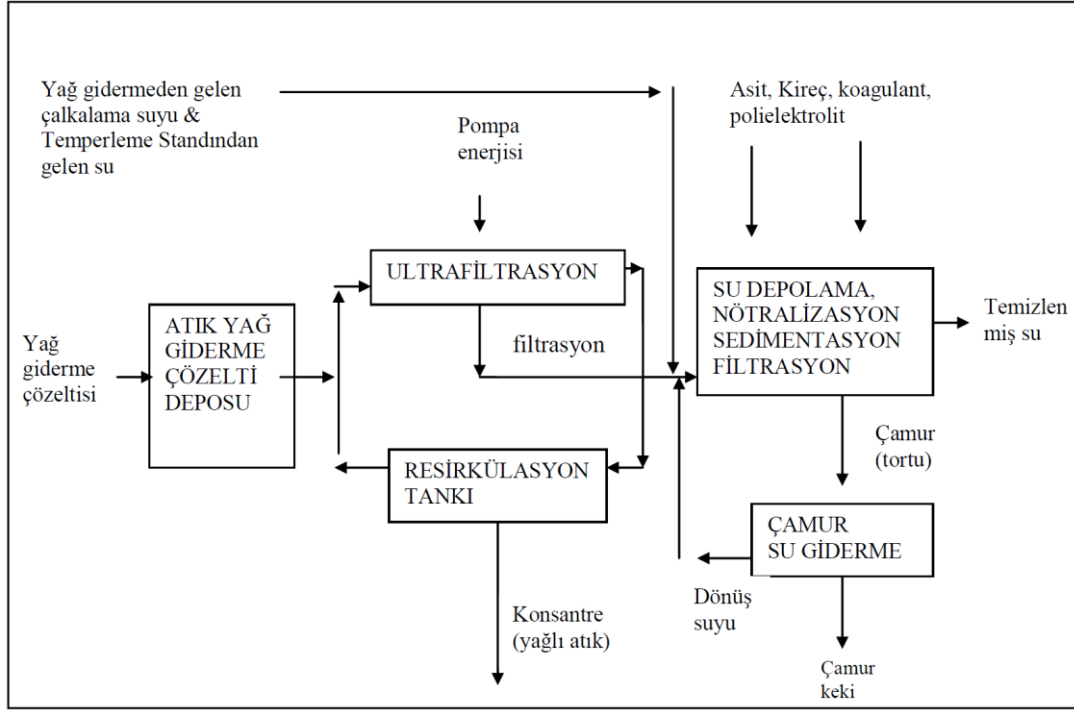 Yağ gidermeden gelen
çalkalama suyu &
Temperleme Standından
gelen su
Pompa
enerjisi
Asit, Kireç, koagulant,
polielektrolit
ULTRAFİLTRASYON
SU DEPOLAMA,
NÖTRALİZASYON
SEDİMENTASYON
FİLTRASYON
Temizlen
miş su
Yağ
giderme
çözeltisi
ATIK YAĞ
GİDERME
ÇÖZELTİ
DEPOSU
filtrasyon
RESİRKÜLASYON
TANKI
Çamur
(tortu)
ÇAMUR
SU GİDERME
Dönüş
suyu
Konsantre
(yağlı atık)
Çamur
keki